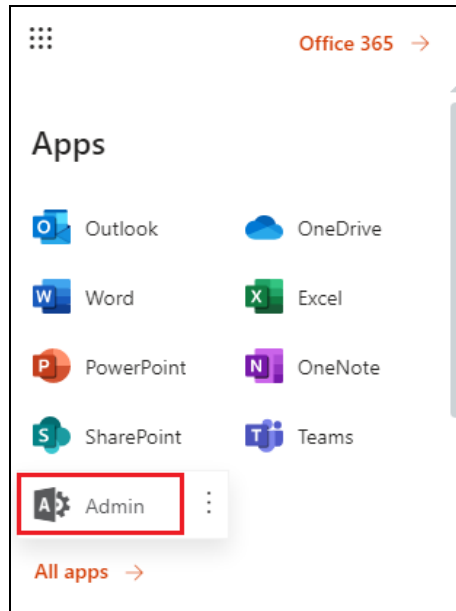 Office 365 →
Apps
Outlook
OneDrive
Word
Excel
PowerPoint
OneNote
SharePoint
Teams
Admin
All apps →